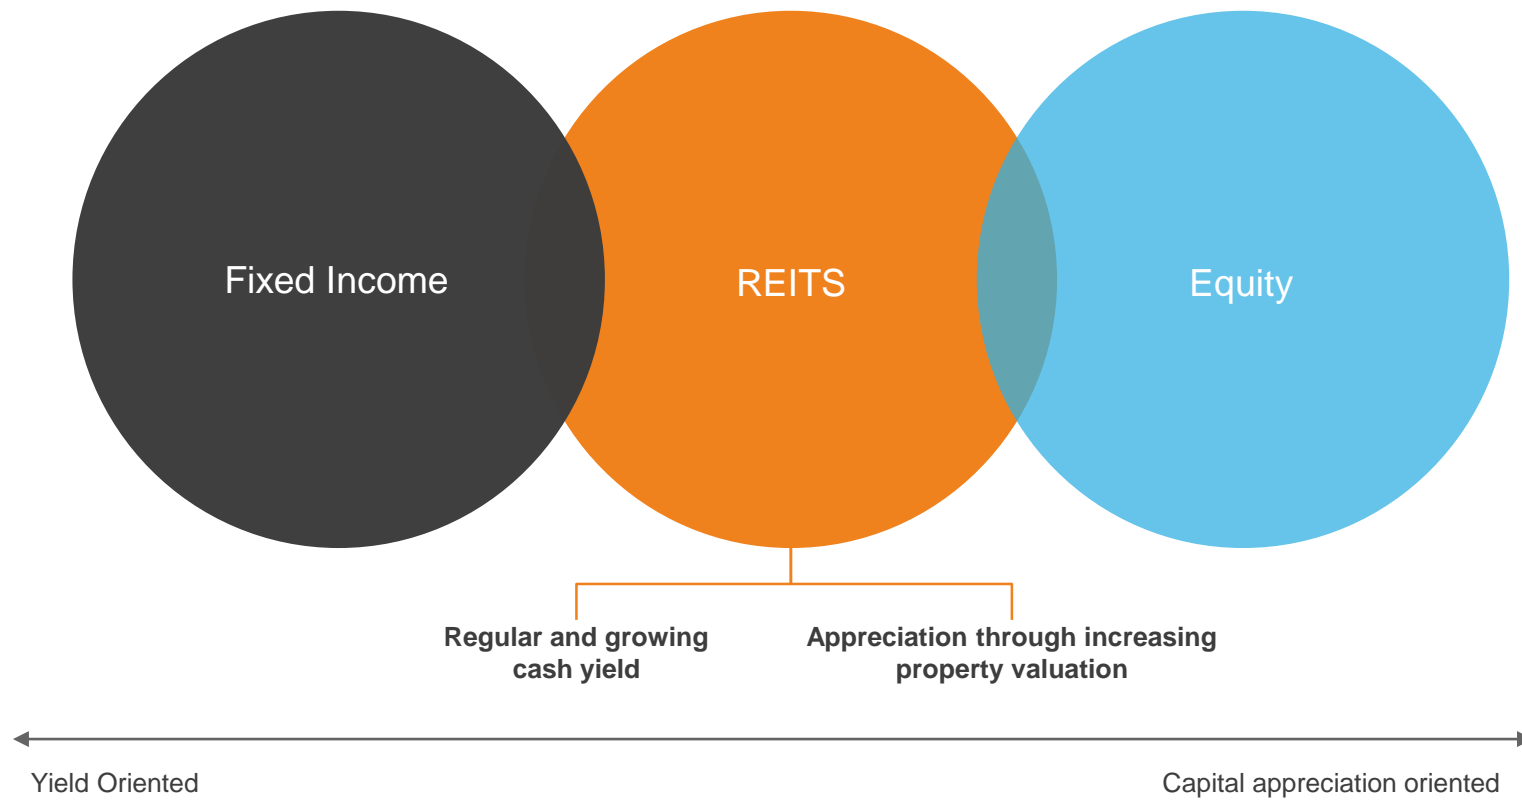 Fixed Income
REITS
Equity
Regular and growing
cash yield
Appreciation through increasing
property valuation
Yield Oriented
Capital appreciation oriented